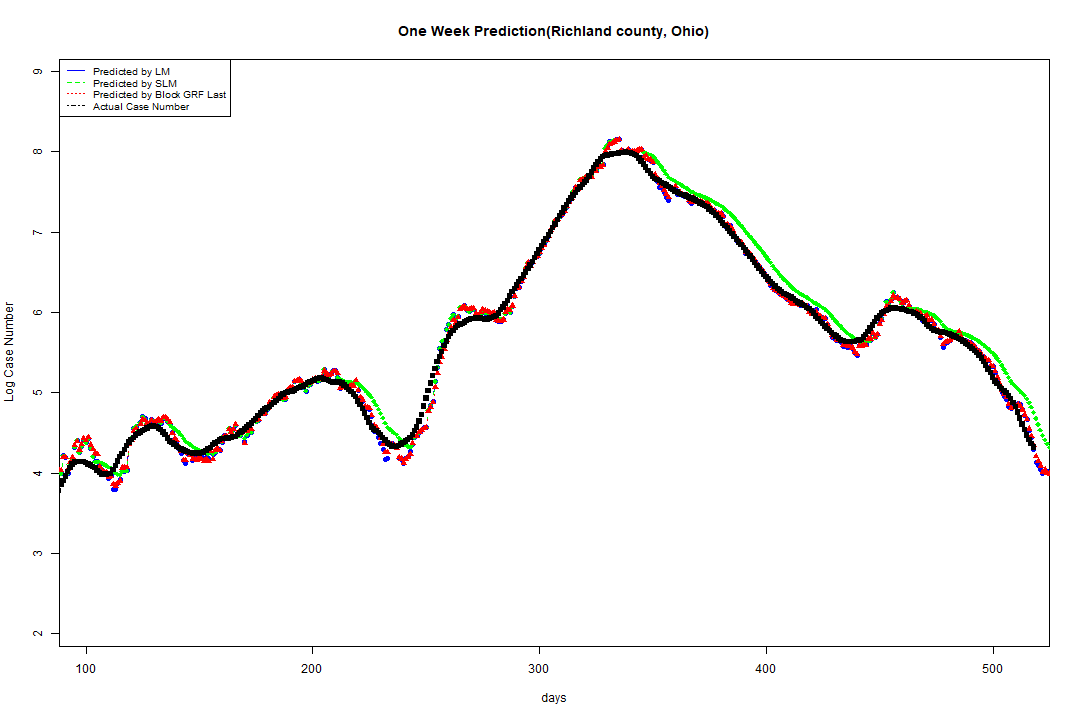 One Week Prediction(Richland county, Ohio)
Predicted by LM
Predicted by SLM
Predicted by Block GRF Last
Actual Case Number
9
8
7
6
5
4
3
2
Log Case Number
100 200 300 400 500
days